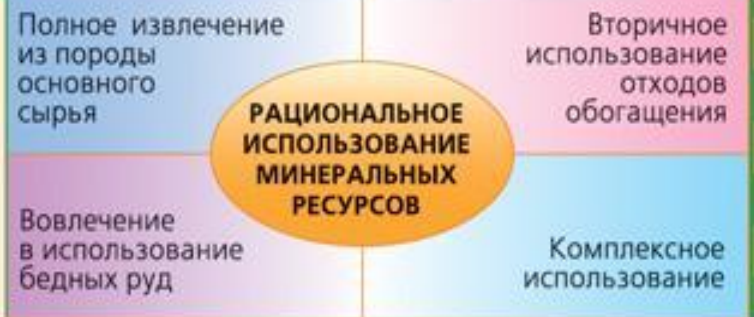 Полное извлечение
из породы
основного
сырья
Вторичное
использование
отходов
обогащения
РАЦИОНАЛЬНОЕ
ИСПОЛЬЗОВАНИЕ
МИНЕРАЛЬНЫХ
РЕСУРСОВ
Вовлечение
в использование
бедных руд
Комплексное
использование